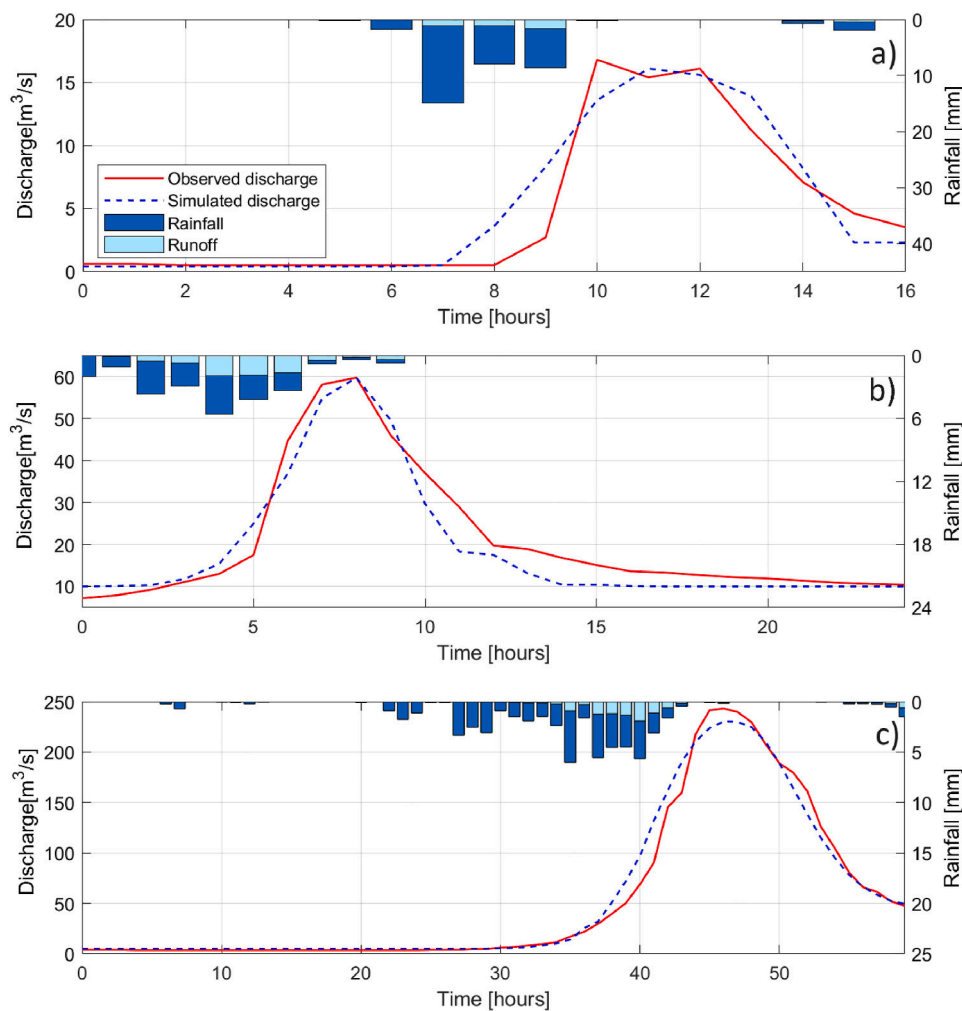 20
15
10
5
0
Discharge[m³/s]
a)
0
10
20
30
40
Rainfall [mm]
Observed discharge
Simulated discharge
Rainfall
Runoff
0 2 4 6 8 10 12 14 16
Time [hours]
60
50
40
30
20
10
Discharge[m³/s]
b)
0
6
12
18
24
Rainfall [mm]
0 5 10 15 20
Time [hours]
250
200
150
100
50
0
Discharge[m³/s]
c)
0
5
10
15
20
25
Rainfall [mm]
0 10 20 30 40 50
Time [hours]